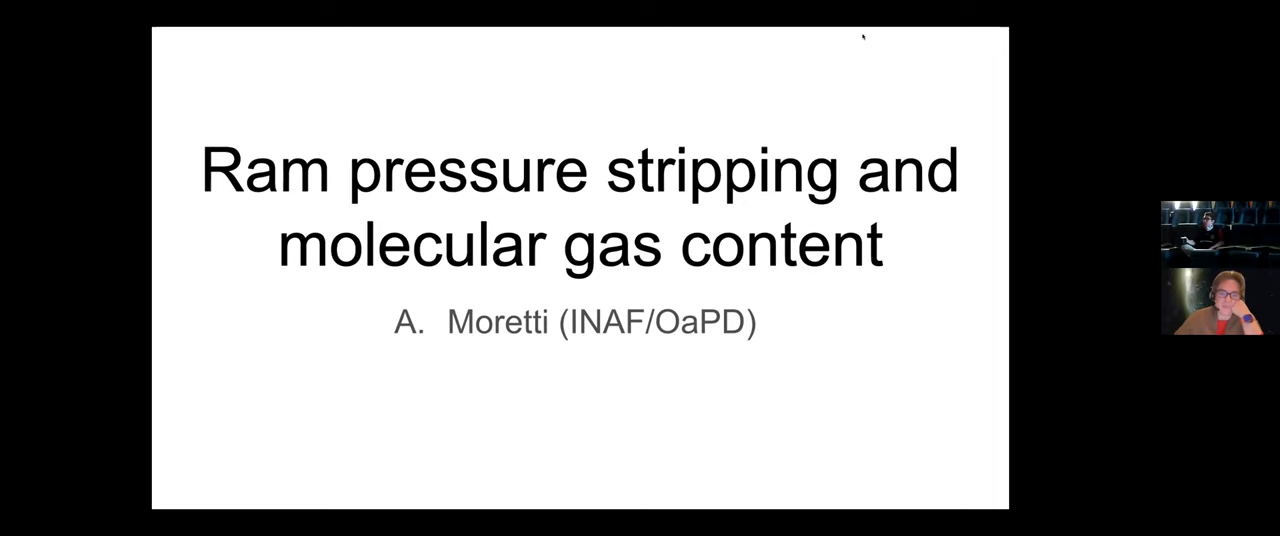 Ram pressure stripping and
molecular gas content
A. Moretti (INAF/OaPD)